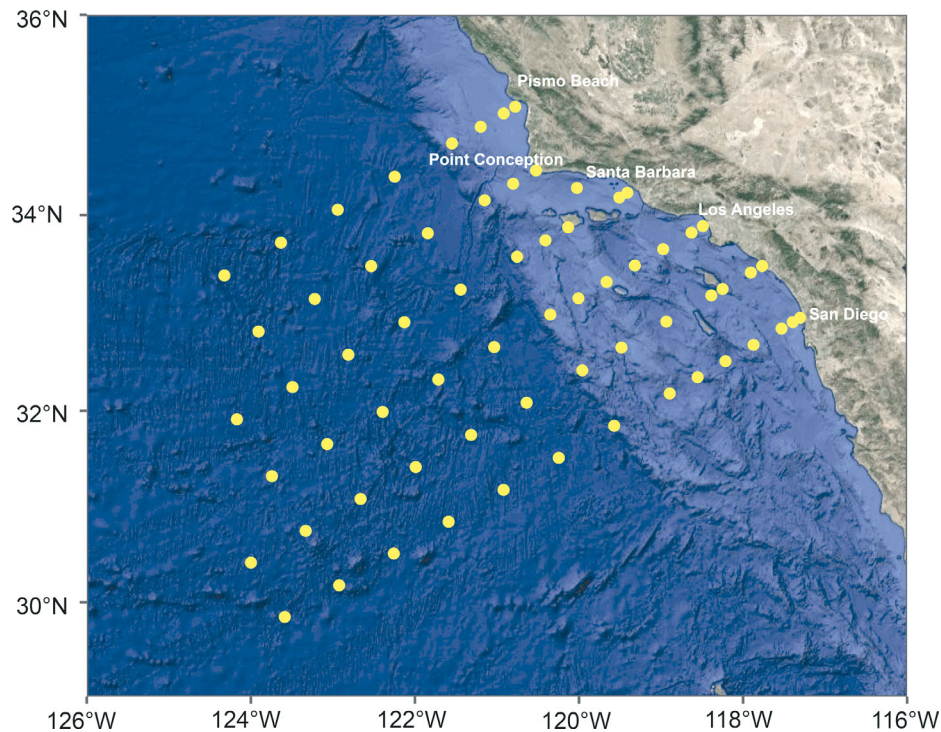 36°N
Pismo Beach
Point Conception
Santa Barbara
34°N
Los Angeles
San Diego
32°N
30°N
126°W
124°W
122°W
120°W
118°W
116°W